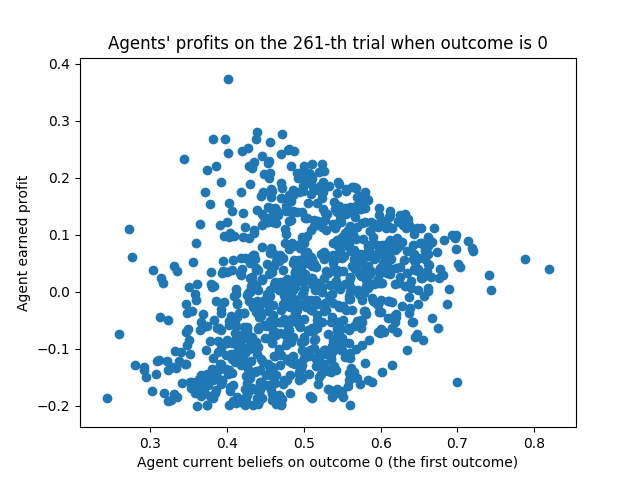 Agents' profits on the 261-th trial when outcome is 0
0.4
0.3
0.2
0.1
0.0
−0.1
−0.2
Agent earned profit
0.3 0.4 0.5 0.6 0.7 0.8
Agent current beliefs on outcome 0 (the first outcome)